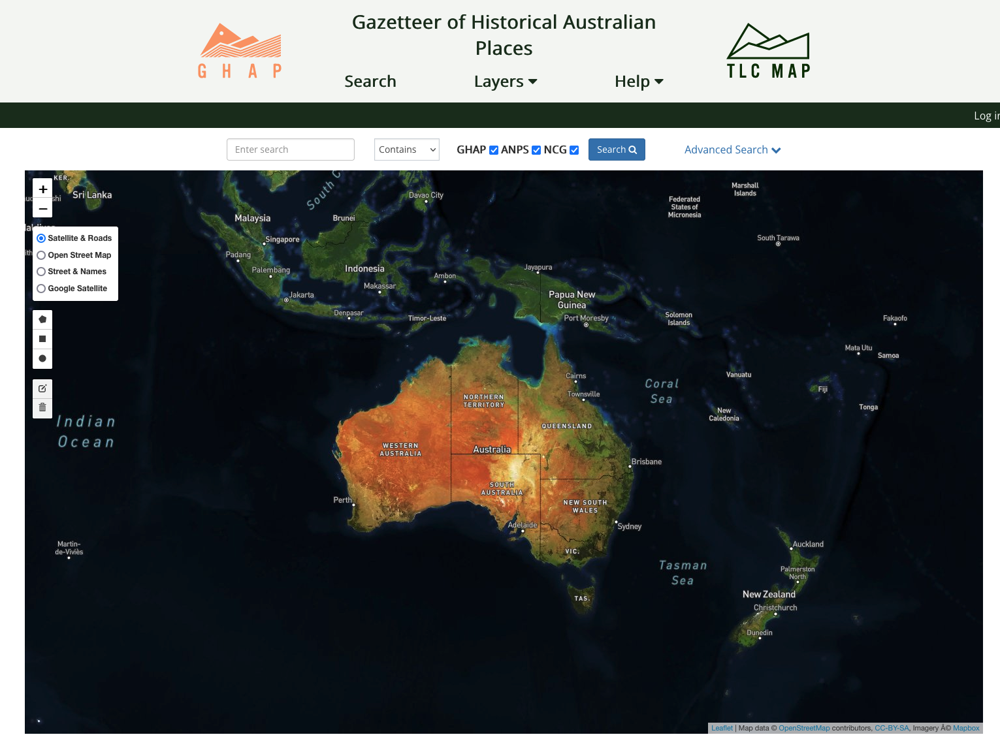 Gazetteer of Historical Australian
Places
GHAP
TLC MAP
Search
Layers
Help
Log in
Enter search
Contains
GHAP ANPS NCG
Search
Advanced Search
+
−
KER.
Sri Lanka
Satellite & Roads
Open Street Map
Street & Names
Google Satellite
South C
Davao City
Marshall
Islands
Federated
States of
Micronesia
Malaysia
Brunei
Singapore
South Tarawa
Padang
Palembang
Indonesia
Jayapura
Ambon
Makassar
Jakarta
Papua New
Guinea
Denpasar
Timor-Leste
Port Moresby
Solomon
Islands
Fakaofo
Mata Utu
Samoa
Cairns
Coral
Sea
Vanuatu
Townsville
Fiji
NORTHERN
TERRITORY
Tonga
New
Caledonia
Indian
Ocean
QUEENSLAND
WESTERN
AUSTRALIA
Australia
Brisbane
SOUTH
AUSTRALIA
Perth
NEW SOUTH
WALES
Adelaide
Sydney
Martin-
de-Viviès
Auckland
VIC.
Tasman
Sea
Palmerston
North
TAS.
New Zealand
Christchurch
Dunedin
Leaflet | Map data © OpenStreetMap contributors, CC-BY-SA, Imagery Â© Mapbox